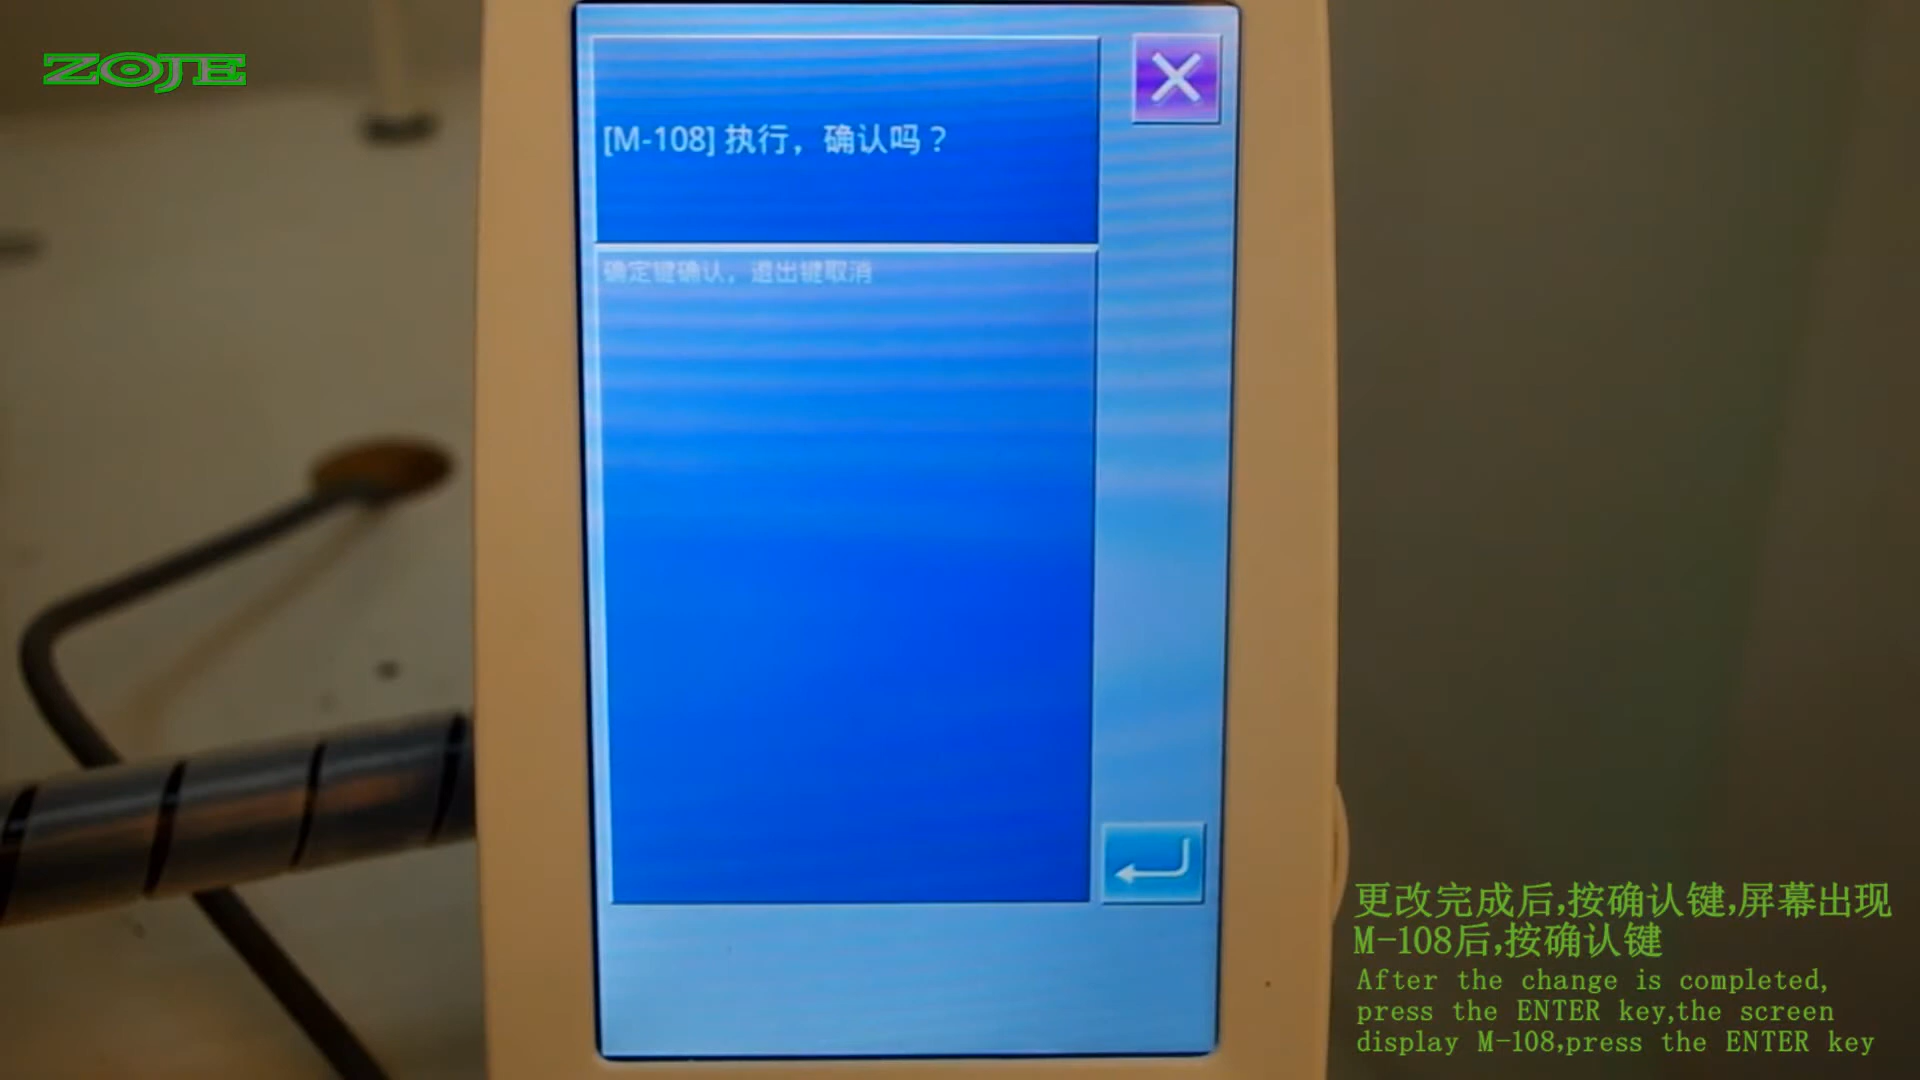 ZOJE
[M-108] 执行，确认吗？
确定键确认，退出键取消
更改完成后,按确认键,屏幕出现
M-108后,按确认键
After the change is completed,
press the ENTER key,the screen
display M-108,press the ENTER key